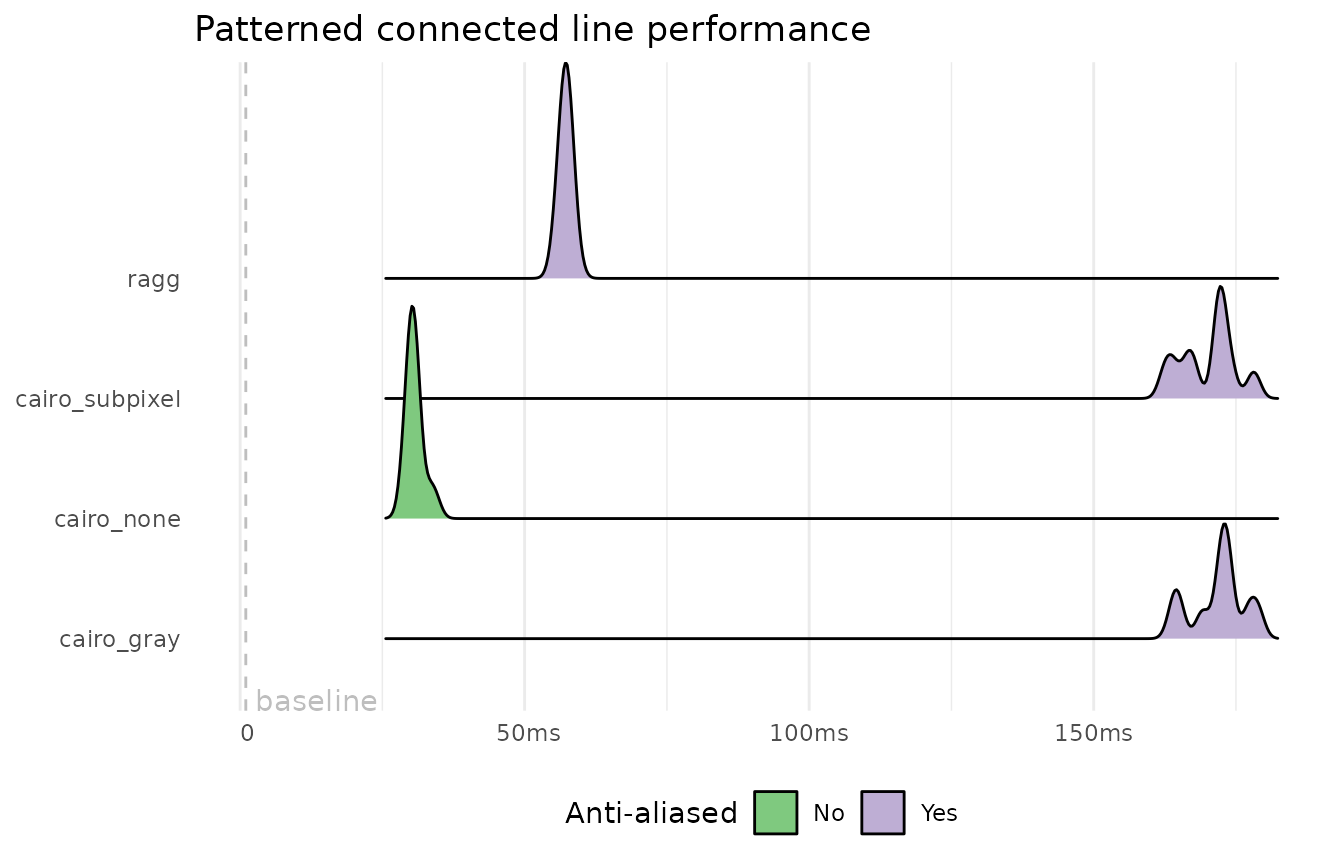 Patterned connected line performance
ragg
cairo_subpixel
cairo_none
cairo_gray
baseline
0 50ms 100ms 150ms
Anti-aliased No Yes